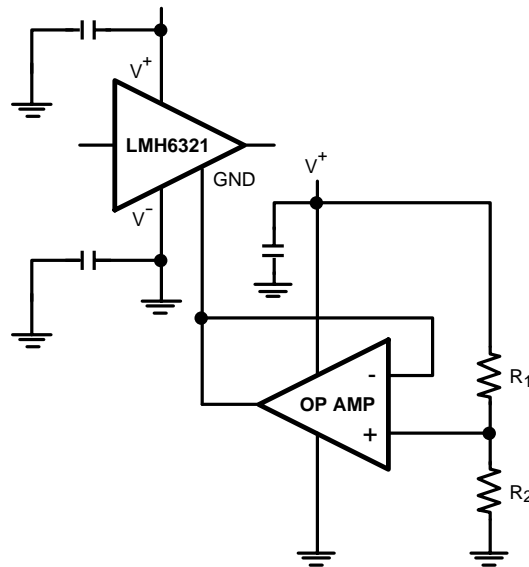 V+
LMH6321
GND
V-
V+
-
OP AMP
+
R1
R2